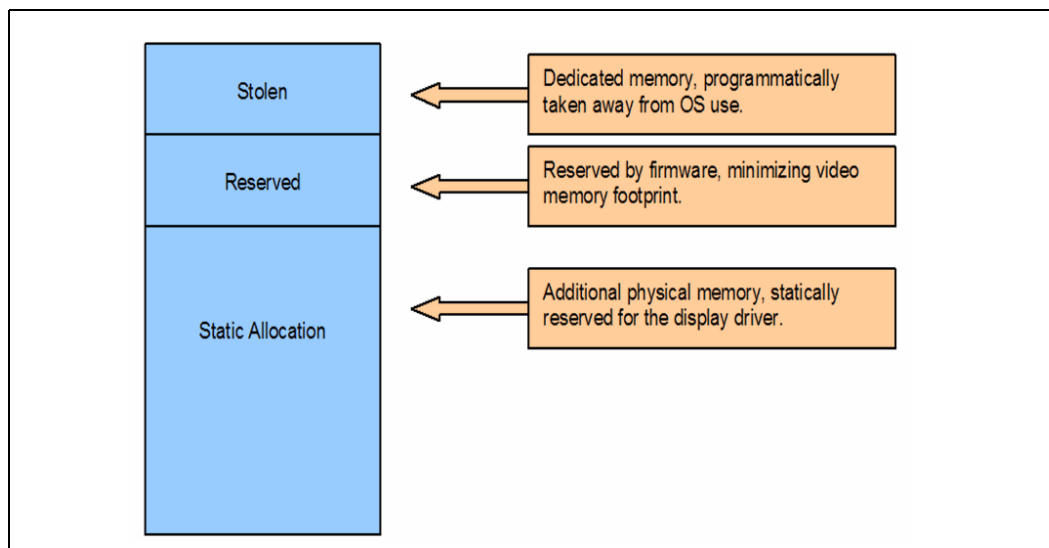 Stolen
Dedicated memory, programmatically
taken away from OS use.
Reserved
Reserved by firmware, minimizing video
memory footprint.
Static Allocation
Additional physical memory, statically
reserved for the display driver.